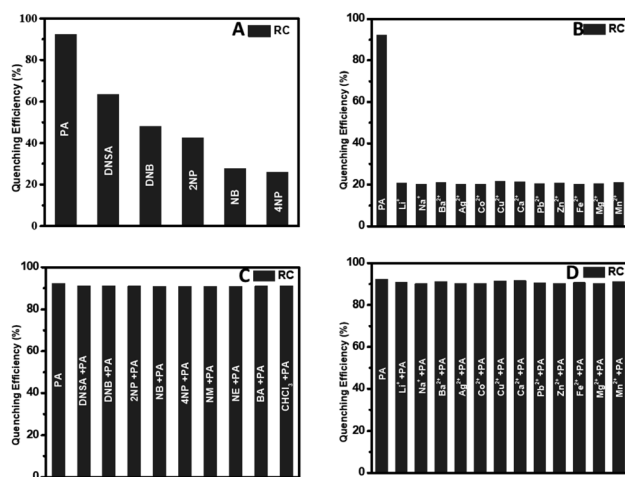 A
RC
Quenching Efficiency (%)
100
80
60
40
20
0
PA
DNSA
DNB
2NP
NB
4NP
B
RC
Quenching Efficiency (%)
100
80
60
40
20
0
PA
Li⁺
Na⁺
Ba²⁺
Ag²⁺
Co²⁺
Cu²⁺
Ca²⁺
Pb²⁺
Zn²⁺
Fe²⁺
Mg²⁺
Mn²⁺
C
RC
Quenching Efficiency (%)
100
80
60
40
20
0
PA
DNSA +PA
DNB +PA
2NP +PA
NB +PA
4NP +PA
NM +PA
NE +PA
BA +PA
CHCl₃ +PA
D
RC
Quenching Efficiency (%)
100
80
60
40
20
0
PA
Li⁺ +PA
Na⁺ +PA
Ba²⁺ +PA
Ag²⁺ +PA
Co²⁺ +PA
Cu²⁺ +PA
Ca²⁺ +PA
Pb²⁺ +PA
Zn²⁺ +PA
Fe²⁺ +PA
Mg²⁺ +PA
Mn²⁺ +PA